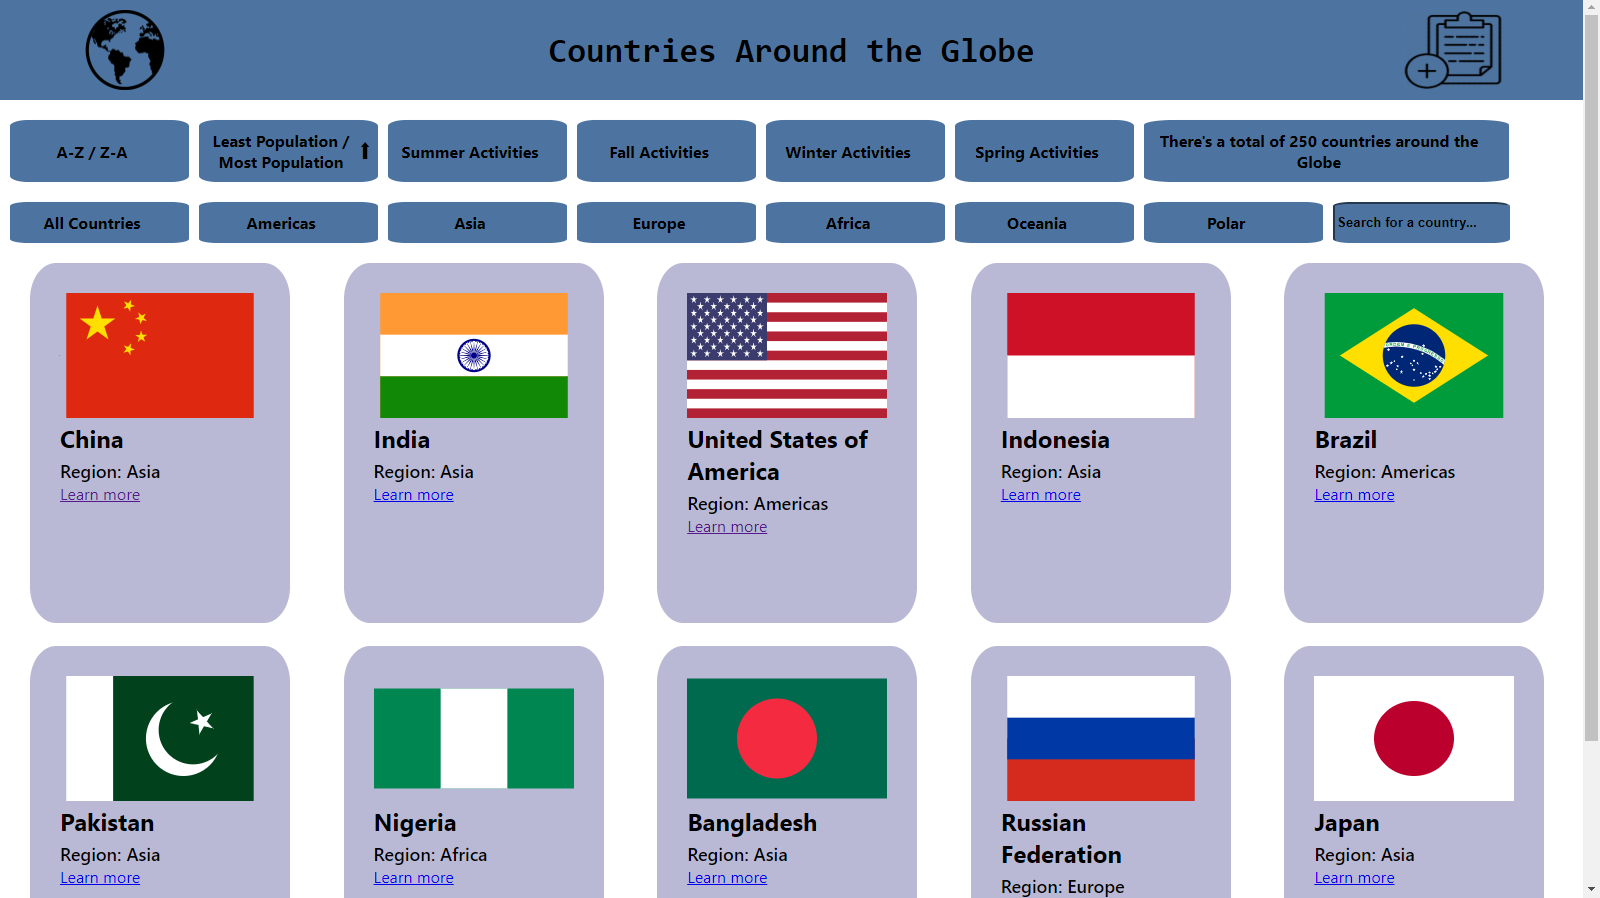 Countries Around the Globe
A-Z / Z-A
Least Population /
Most Population
⬆
Summer Activities
Fall Activities
Winter Activities
Spring Activities
There's a total of 250 countries around the
Globe
All Countries
Americas
Asia
Europe
Africa
Oceania
Polar
Search for a country...
China
Region: Asia
Learn more
India
Region: Asia
Learn more
United States of
America
Region: Americas
Learn more
Indonesia
Region: Asia
Learn more
Brazil
Region: Americas
Learn more
Pakistan
Region: Asia
Learn more
Nigeria
Region: Africa
Learn more
Bangladesh
Region: Asia
Learn more
Russian
Federation
Region: Europe
Japan
Region: Asia
Learn more